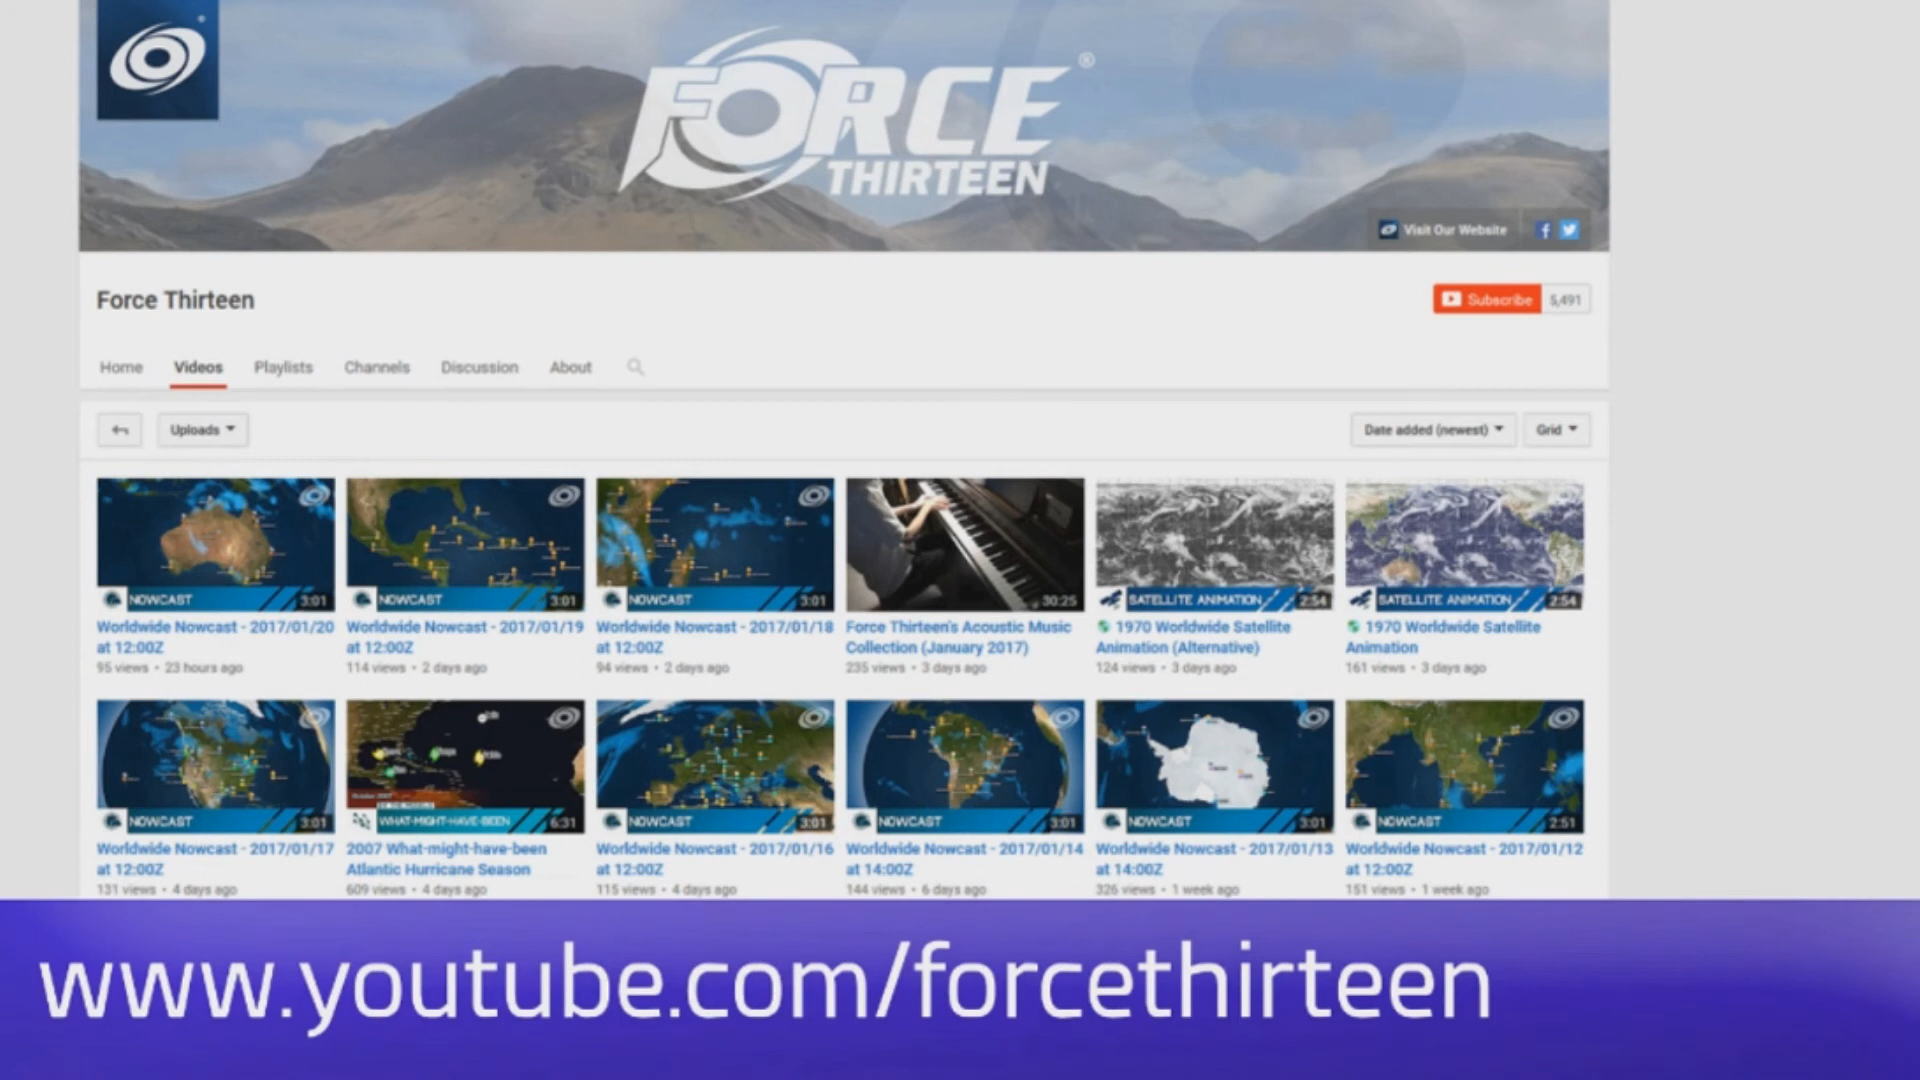 FORCE
THIRTEEN
Visit Our Website
Force Thirteen
Subscribe 5,491
Home Videos Playlists Channels Discussion About
Uploads
Date added (newest) Grid
NOWCAST 3:01
NOWCAST 3:01
NOWCAST 3:01
30:25
SATELLITE ANIMATION 2:54
SATELLITE ANIMATION 2:54
Worldwide Nowcast - 2017/01/20
at 12:00Z
95 views • 23 hours ago
Worldwide Nowcast - 2017/01/19
at 12:00Z
114 views • 2 days ago
Worldwide Nowcast - 2017/01/18
at 12:00Z
94 views • 2 days ago
Force Thirteen's Acoustic Music
Collection (January 2017)
235 views • 3 days ago
1970 Worldwide Satellite
Animation (Alternative)
124 views • 3 days ago
1970 Worldwide Satellite
Animation
161 views • 3 days ago
NOWCAST 3:01
WHAT-MIGHT-HAVE-BEEN 6:31
NOWCAST 3:01
NOWCAST 3:01
NOWCAST 3:01
NOWCAST 2:51
Worldwide Nowcast - 2017/01/17
at 12:00Z
131 views • 4 days ago
2007 What-might-have-been
Atlantic Hurricane Season
609 views • 4 days ago
Worldwide Nowcast - 2017/01/16
at 12:00Z
115 views • 4 days ago
Worldwide Nowcast - 2017/01/14
at 14:00Z
144 views • 6 days ago
Worldwide Nowcast - 2017/01/13
at 14:00Z
326 views • 1 week ago
Worldwide Nowcast - 2017/01/12
at 12:00Z
151 views • 1 week ago
www.youtube.com/forcethirteen